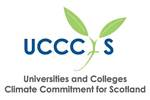 UCCCfS
Universities and Colleges
Climate Commitment for Scotland